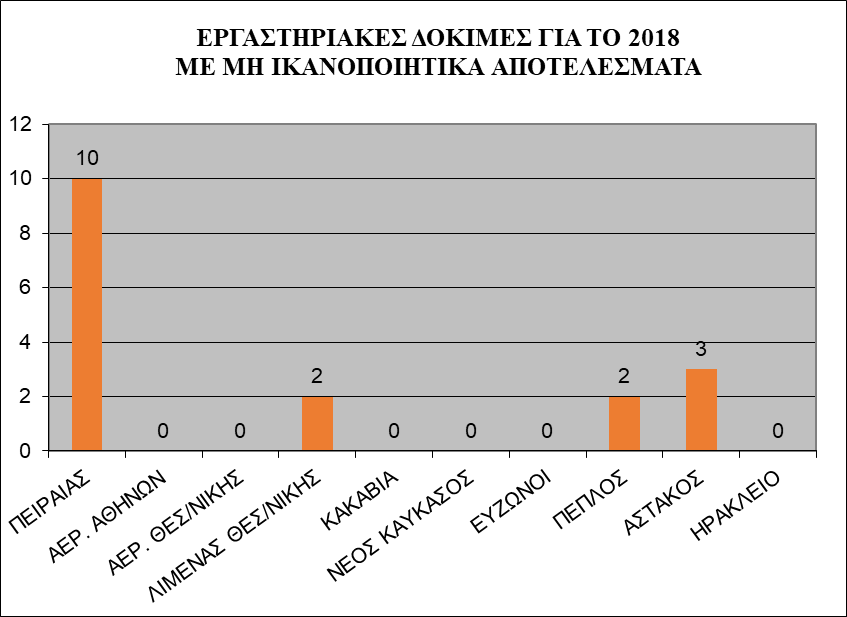 ΕΡΓΑΣΤΗΡΙΑΚΕΣ ΔΟΚΙΜΕΣ ΓΙΑ ΤΟ 2018
ΜΕ ΜΗ ΙΚΑΝΟΠΟΙΗΤΙΚΑ ΑΠΟΤΕΛΕΣΜΑΤΑ
12
10
8
6
4
2
0
10
0
0
2
0
0
0
2
3
0
ΠΕΙΡΑΙΑΣ
ΑΕΡ. ΑΘΗΝΩΝ
ΑΕΡ. ΘΕΣ/ΝΙΚΗΣ
ΛΙΜΕΝΑΣ ΘΕΣ/ΝΙΚΗΣ
ΚΑΚΑΒΙΑ
ΝΕΟΣ ΚΑΥΚΑΣΟΣ
ΕΥΖΩΝΟΙ
ΠΕΠΛΟΣ
ΑΣΤΑΚΟΣ
ΗΡΑΚΛΕΙΟ